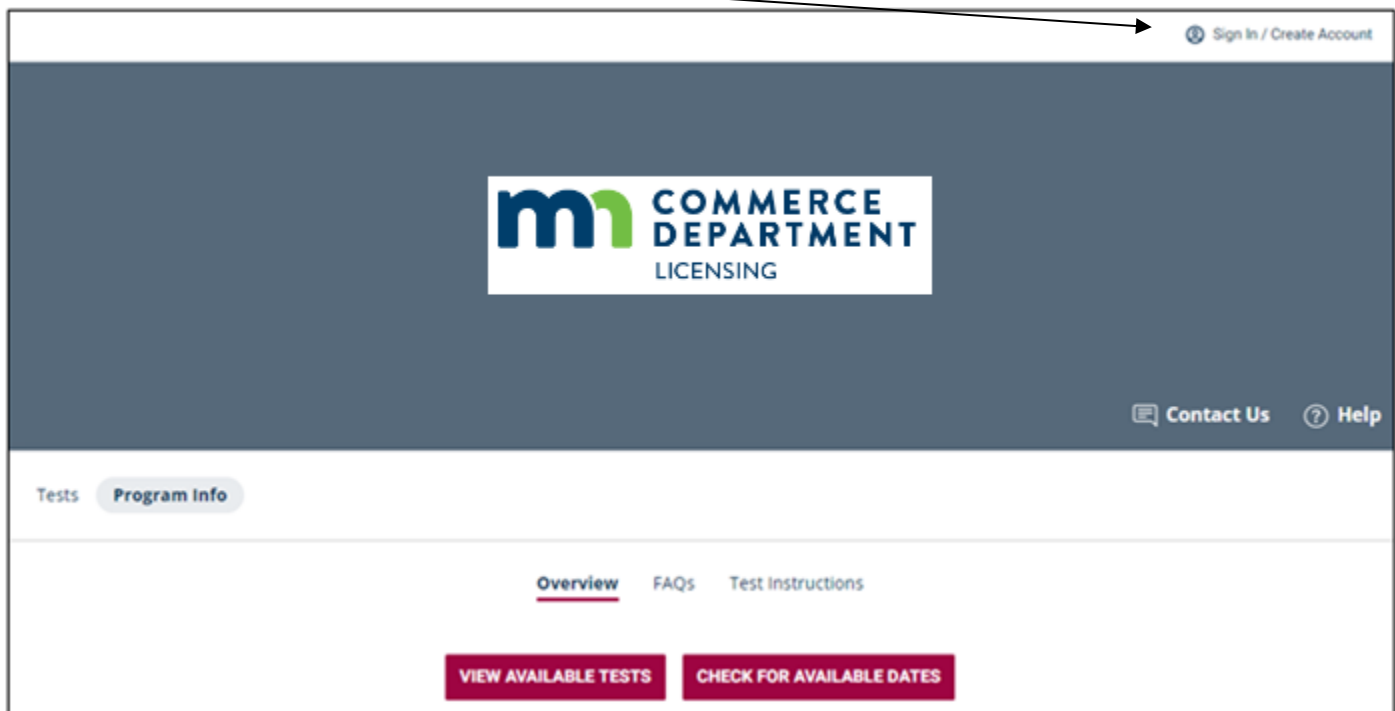 Sign In / Create Account
mn
COMMERCE
DEPARTMENT
LICENSING
Contact Us
Help
Tests
Program Info
Overview
FAQs
Test Instructions
VIEW AVAILABLE TESTS
CHECK FOR AVAILABLE DATES